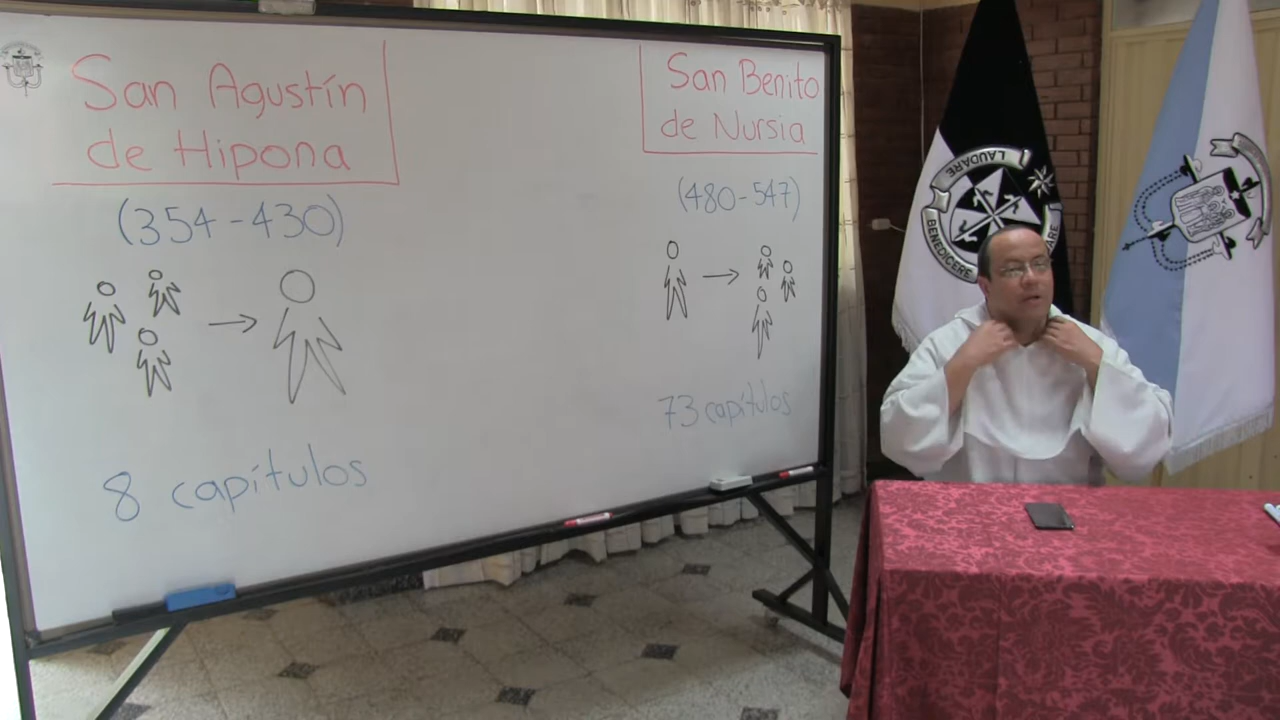 San Agustín
de Hipona
(354-430)
8 capítulos
San Benito
de Nursia
(480-547)
73 capítulos
LAUDARE
BENEDICERE